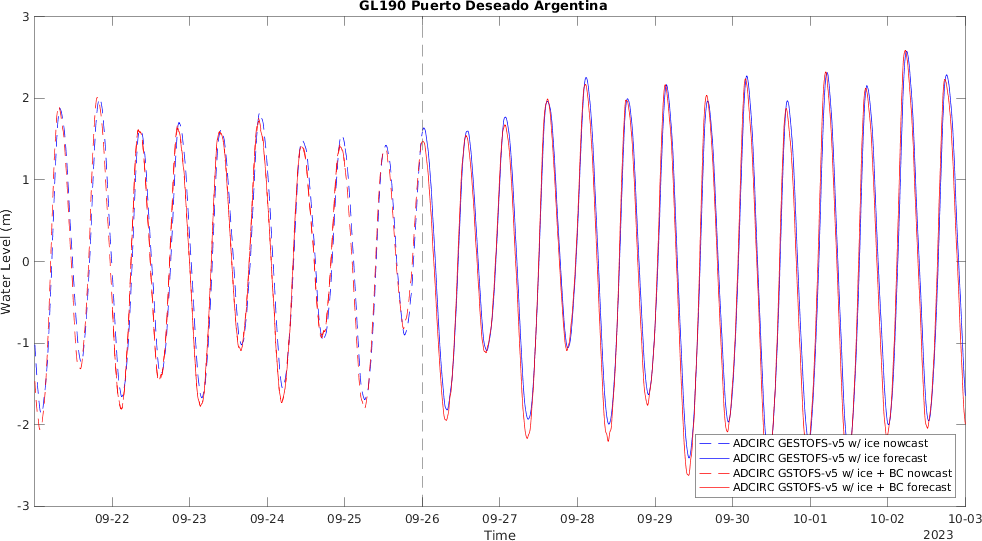 GL190 Puerto Deseado Argentina
3
2
1
0
-1
-2
-3
Water Level (m)
ADCIRC GESTOFS-v5 w/ ice nowcast
ADCIRC GESTOFS-v5 w/ ice forecast
ADCIRC GSTOFS-v5 w/ ice + BC nowcast
ADCIRC GSTOFS-v5 w/ ice + BC forecast
09-22 09-23 09-24 09-25 09-26 09-27 09-28 09-29 09-30 10-01 10-02 10-03
Time
2023